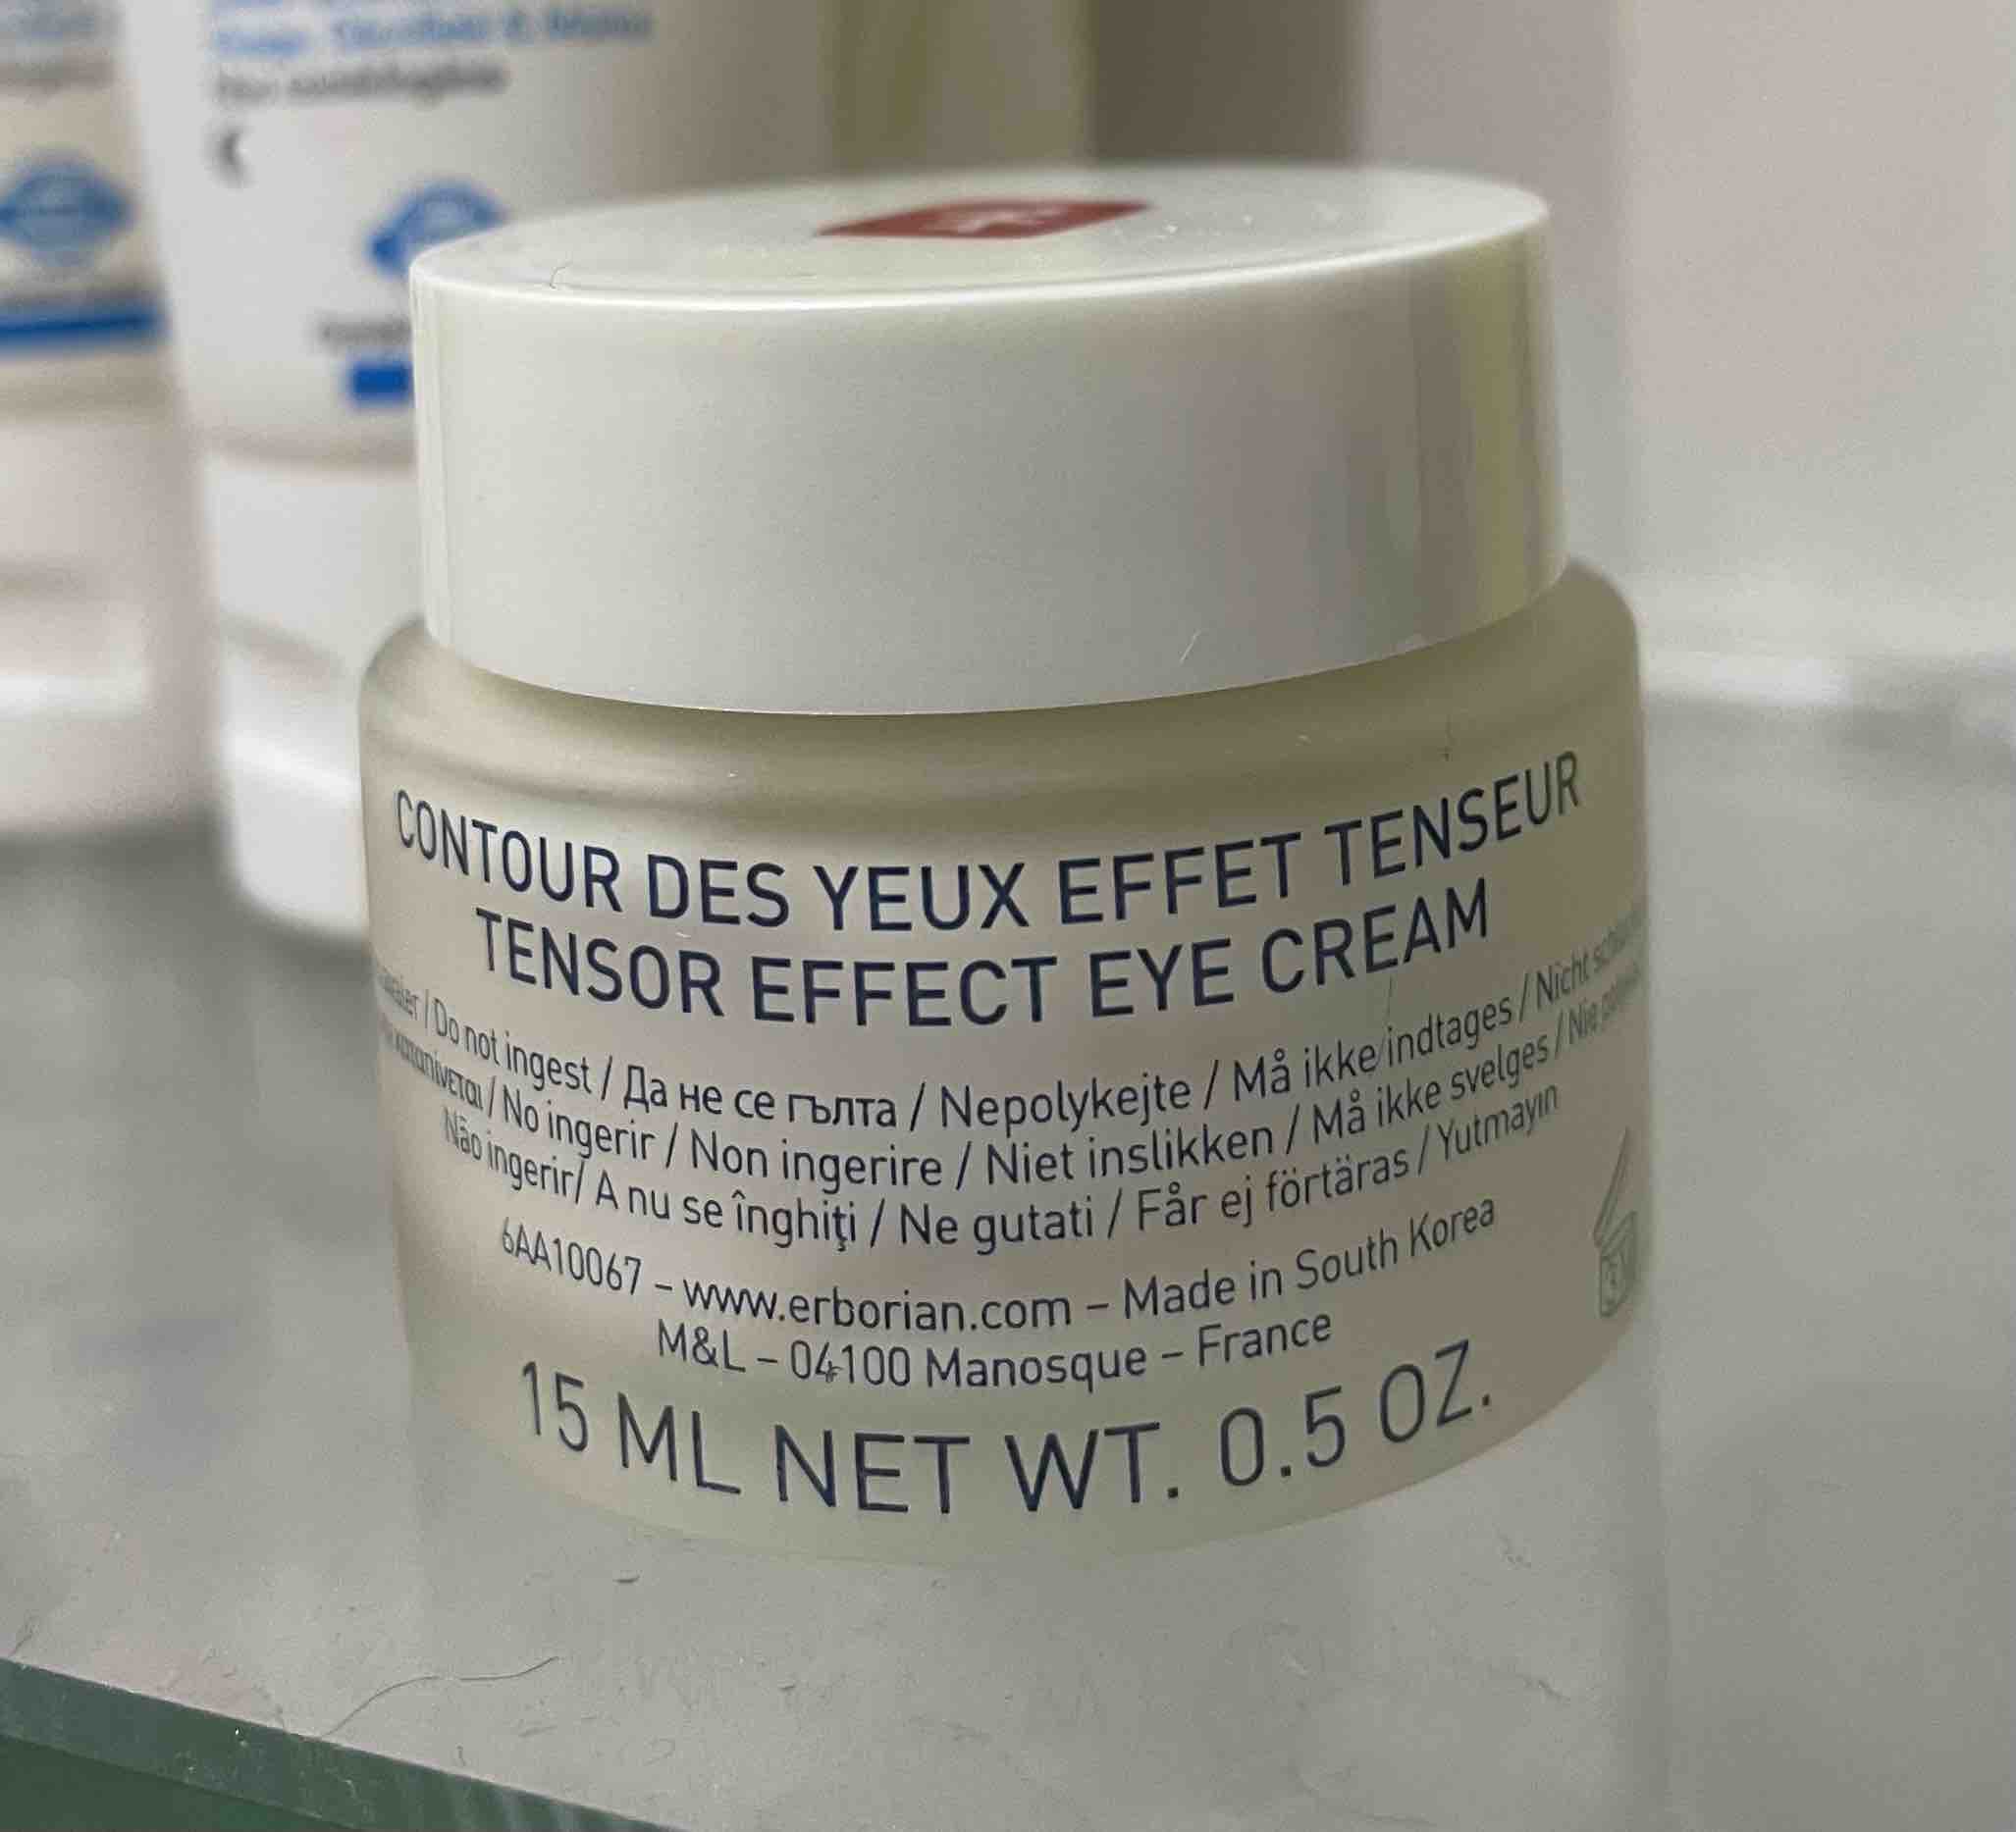 CONTOUR DES YEUX EFFET TENSEUR
TENSOR EFFECT EYE CREAM
/ Do not ingest / Да не се гълта / Nepolykejte / Må ikke indtages / Nicht
/ No ingerir / Non ingerire / Niet inslikken / Må ikke svelges / Nie
Não ingerir/ A nu se înghiţi / Ne gutati / Får ej förtäras / Yutmayın
6AA10067 – www.erborian.com – Made in South Korea
M&L – 04100 Manosque – France
15 ML NET WT. 0.5 OZ.